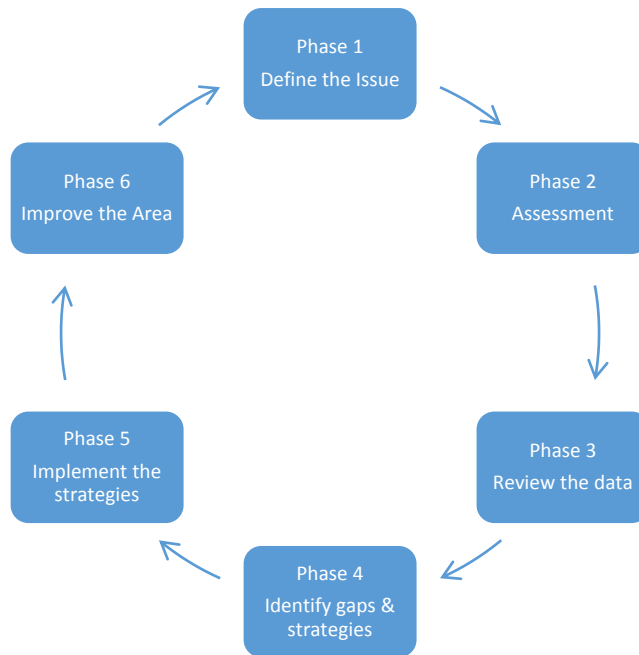 Phase 1
Define the Issue
Phase 2
Assessment
Phase 3
Review the data
Phase 4
Identify gaps &
strategies
Phase 5
Implement the
strategies
Phase 6
Improve the Area